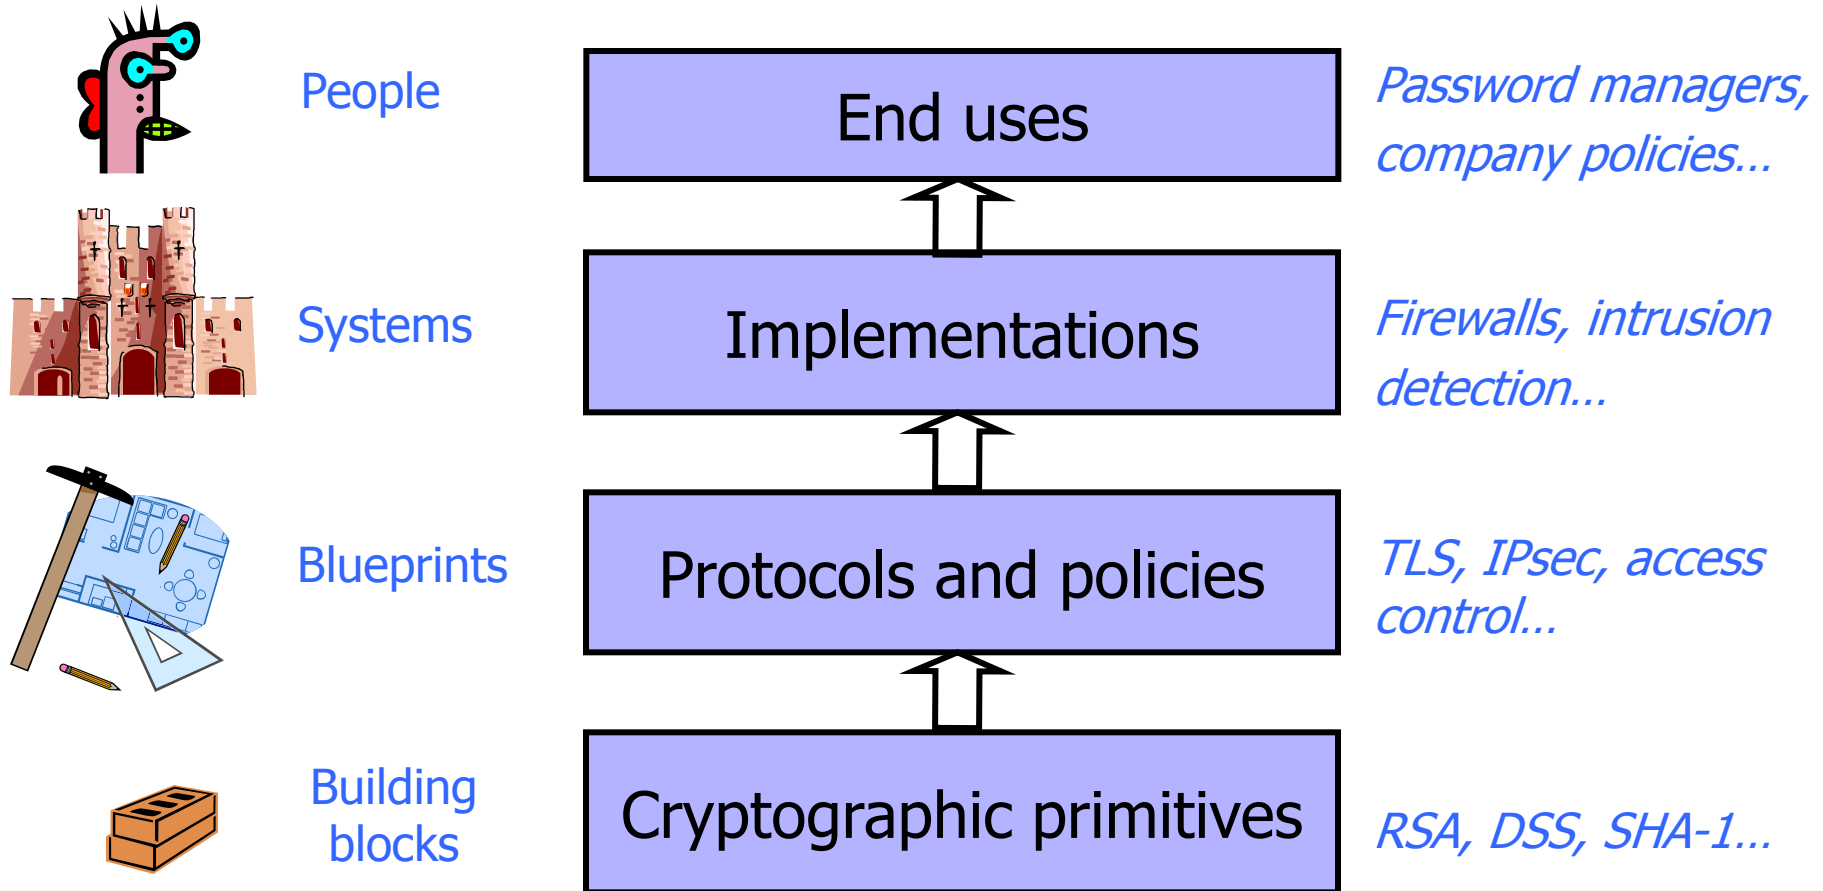 People
End uses
Password managers,
company policies…
Systems
Implementations
Firewalls, intrusion
detection…
Blueprints
Protocols and policies
TLS, IPsec, access
control…
Building
blocks
Cryptographic primitives
RSA, DSS, SHA-1…